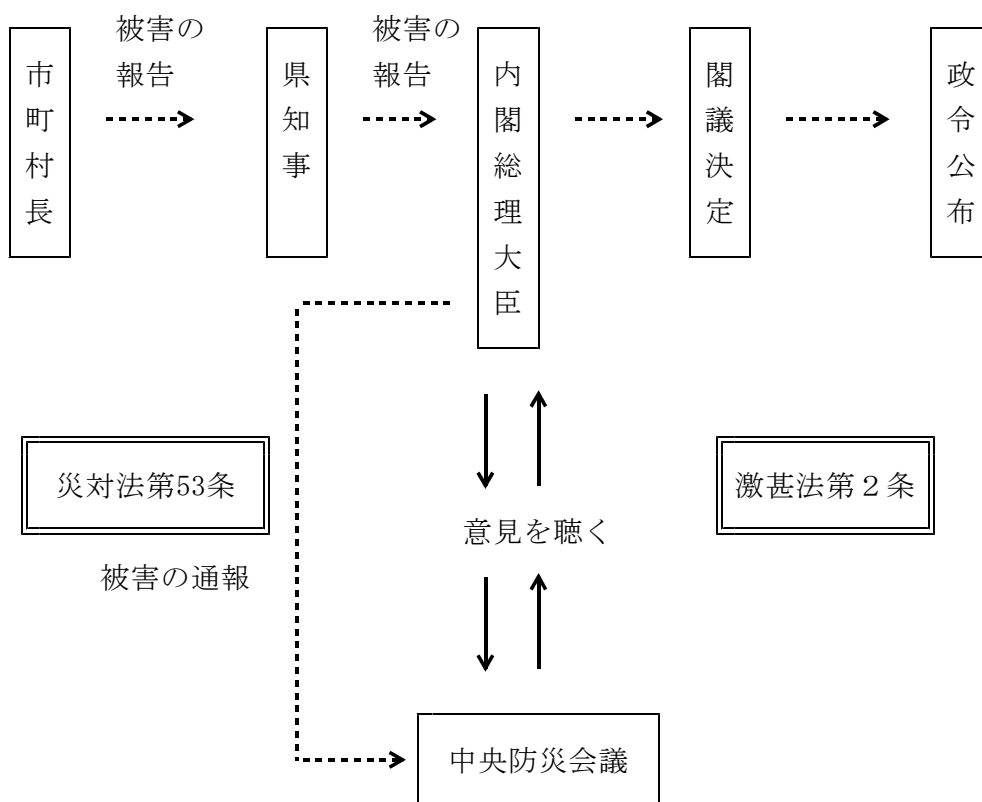 被害の
報告
被害の
報告
市町村長
県知事
内閣総理大臣
閣議決定
政令公布
災対法第53条
激甚法第２条
意見を聴く
被害の通報
中央防災会議